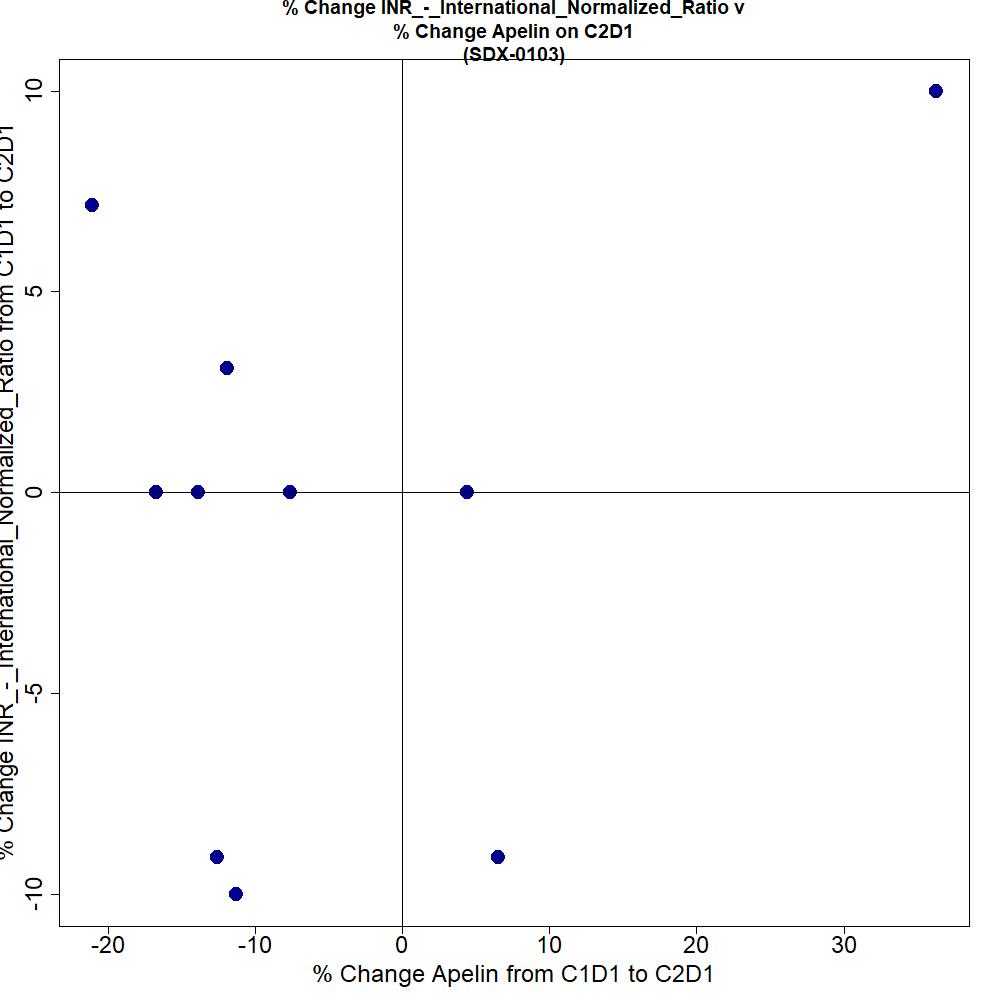 % Change INR_-_International_Normalized_Ratio v
% Change Apelin on C2D1
(SDX-0103)
% Change INR_-_International_Normalized_Ratio from C1D1 to C2D1
10
5
0
-5
-10
-20
-10
0
10
20
30
% Change Apelin from C1D1 to C2D1